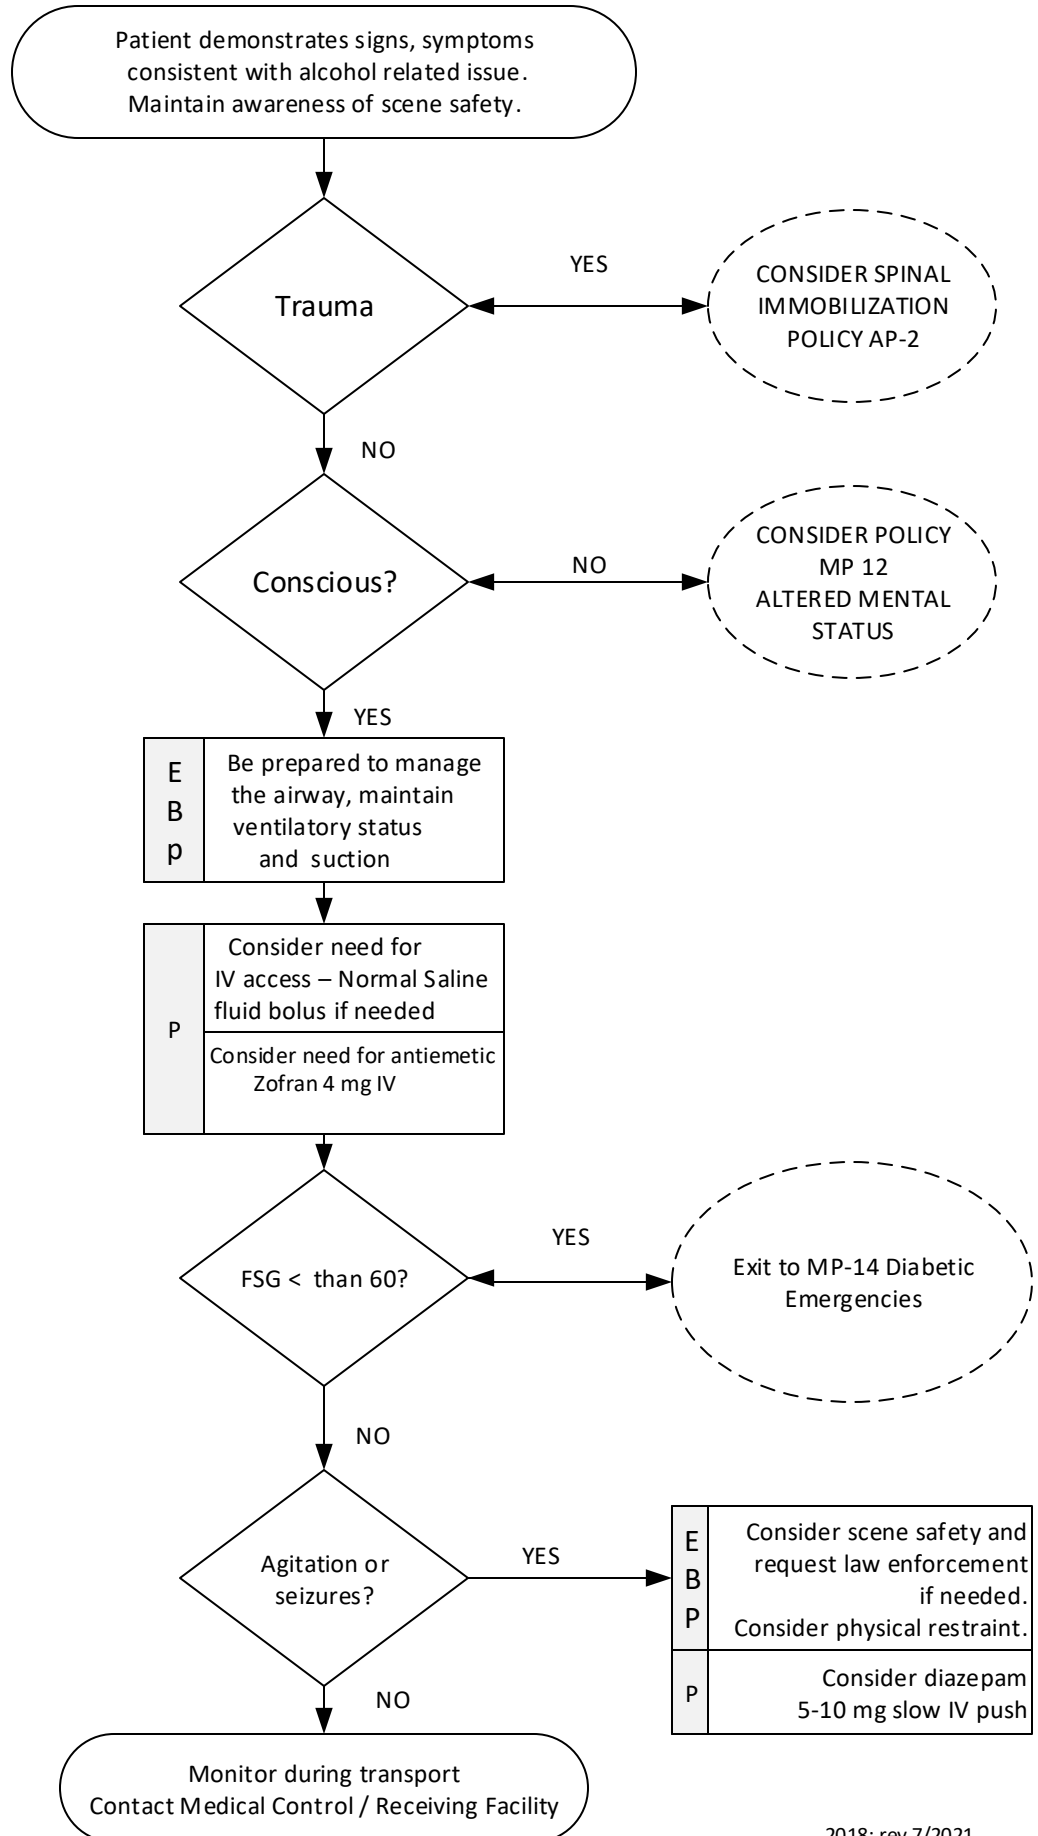 Patient demonstrates signs, symptoms
consistent with alcohol related issue.
Maintain awareness of scene safety.
Trauma
YES
CONSIDER SPINAL
IMMOBILIZATION
POLICY AP-2
NO
Conscious?
NO
CONSIDER POLICY
MP 12
ALTERED MENTAL
STATUS
YES
E
B
p
Be prepared to manage
the airway, maintain
ventilatory status
and suction
P
Consider need for
IV access – Normal Saline
fluid bolus if needed
Consider need for antiemetic
Zofran 4 mg IV
FSG < than 60?
YES
Exit to MP-14 Diabetic
Emergencies
NO
Agitation or
seizures?
YES
E
B
P
Consider scene safety and
request law enforcement
if needed.
Consider physical restraint.
P
Consider diazepam
5-10 mg slow IV push
NO
Monitor during transport
Contact Medical Control / Receiving Facility
2018; rev 7/2021